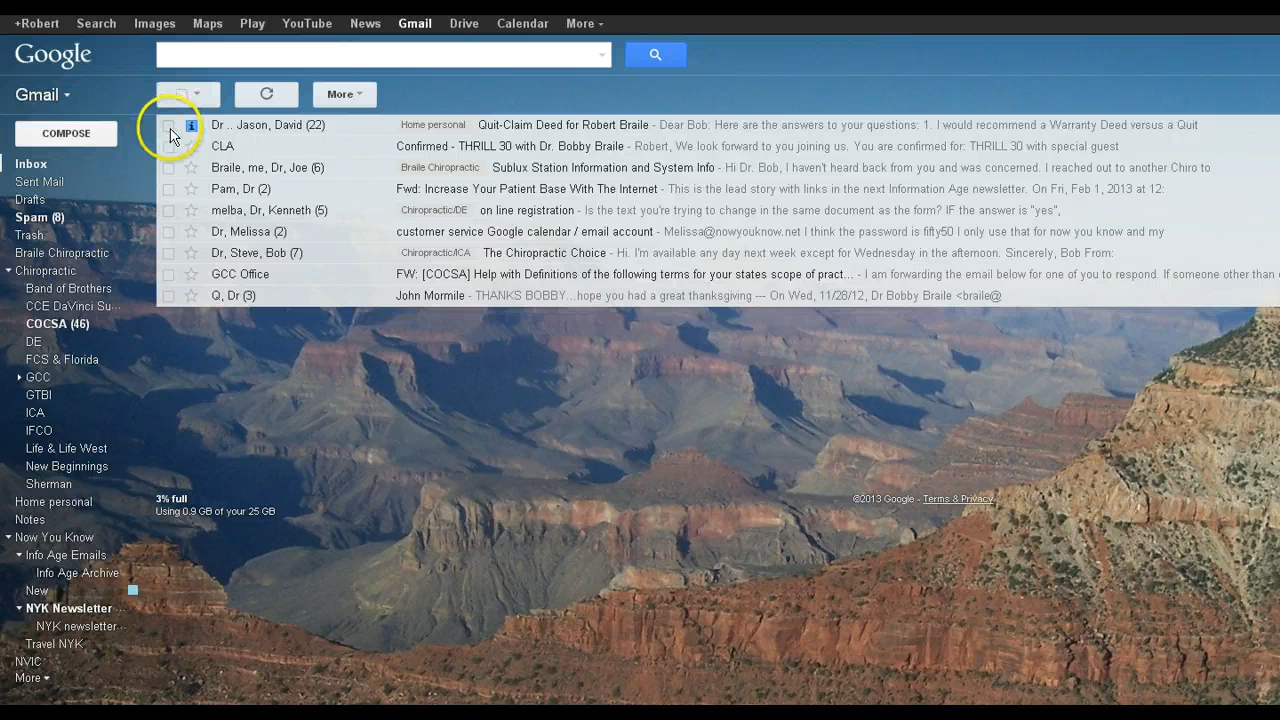 +Robert Search Images Maps Play YouTube News Gmail Drive Calendar More
Google
Gmail
More
COMPOSE
Dr .. Jason, David (22) Home personal Quit-Claim Deed for Robert Braile - Dear Bob: Here are the answers to your questions: 1. I would recommend a Warranty Deed versus a Quit
CLA Confirmed - THRILL 30 with Dr. Bobby Braile - Robert, We look forward to you joining us. You are confirmed for: THRILL 30 with special guest
Braile, me, Dr, Joe (6) Braile Chiropractic Sublux Station Information and System Info - Hi Dr. Bob, I haven't heard back from you and was concerned. I reached out to another Chiro to
Pam, Dr (2) Fwd: Increase Your Patient Base With The Internet - This is the lead story with links in the next Information Age newsletter. On Fri, Feb 1, 2013 at 12:
melba, Dr, Kenneth (5) Chiropractic/DE on line registration - Is the text you're trying to change in the same document as the form? IF the answer is "yes",
Dr, Melissa (2) customer service Google calendar / email account - Melissa@nowyouknow.net I think the password is fifty50 I only use that for now you know and my
Dr, Steve, Bob (7) Chiropractic/ICA The Chiropractic Choice - Hi. I'm available any day next week except for Wednesday in the afternoon. Sincerely, Bob From:
GCC Office FW: [COCSA] Help with Definitions of the following terms for your states scope of pract... - I am forwarding the email below for one of you to respond. If someone other than
Q, Dr (3) John Mormile - THANKS BOBBY...hope you had a great thanksgiving --- On Wed, 11/28/12, Dr Bobby Braile <braile@
Inbox
Sent Mail
Drafts
Spam (8)
Trash
Braile Chiropractic
Chiropractic
Band of Brothers
CCE DaVinci Su...
COCSA (46)
DE
FCS & Florida
GCC
GTBI
ICA
IFCO
Life & Life West
New Beginnings
Sherman
Home personal
Notes
Now You Know
Info Age Emails
Info Age Archive
New
NYK Newsletter ...
NYK newsletter...
Travel NYK
NVIC
More
3% full
Using 0.9 GB of your 25 GB
©2013 Google - Terms & Privacy